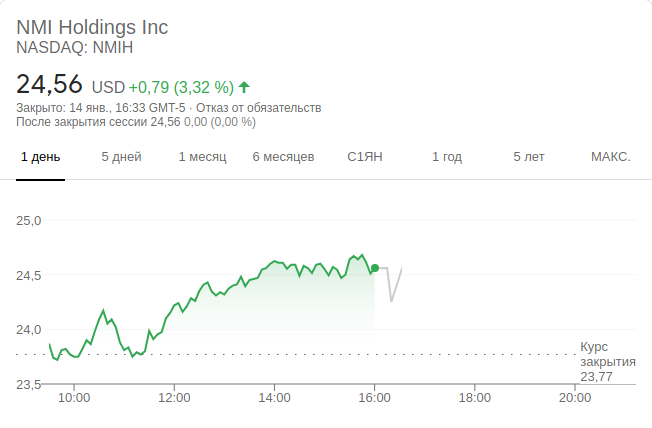 NMI Holdings Inc
NASDAQ: NMIH
24,56 USD +0,79 (3,32 %)
Закрыто: 14 янв., 16:33 GMT-5 · Отказ от обязательств
После закрытия сессии 24,56 0,00 (0,00 %)
1 день 5 дней 1 месяц 6 месяцев С1ЯН 1 год 5 лет МАКС.
25,0
24,5
24,0
Курс
закрытия
23,77
23,5
10:00 12:00 14:00 16:00 18:00 20:00